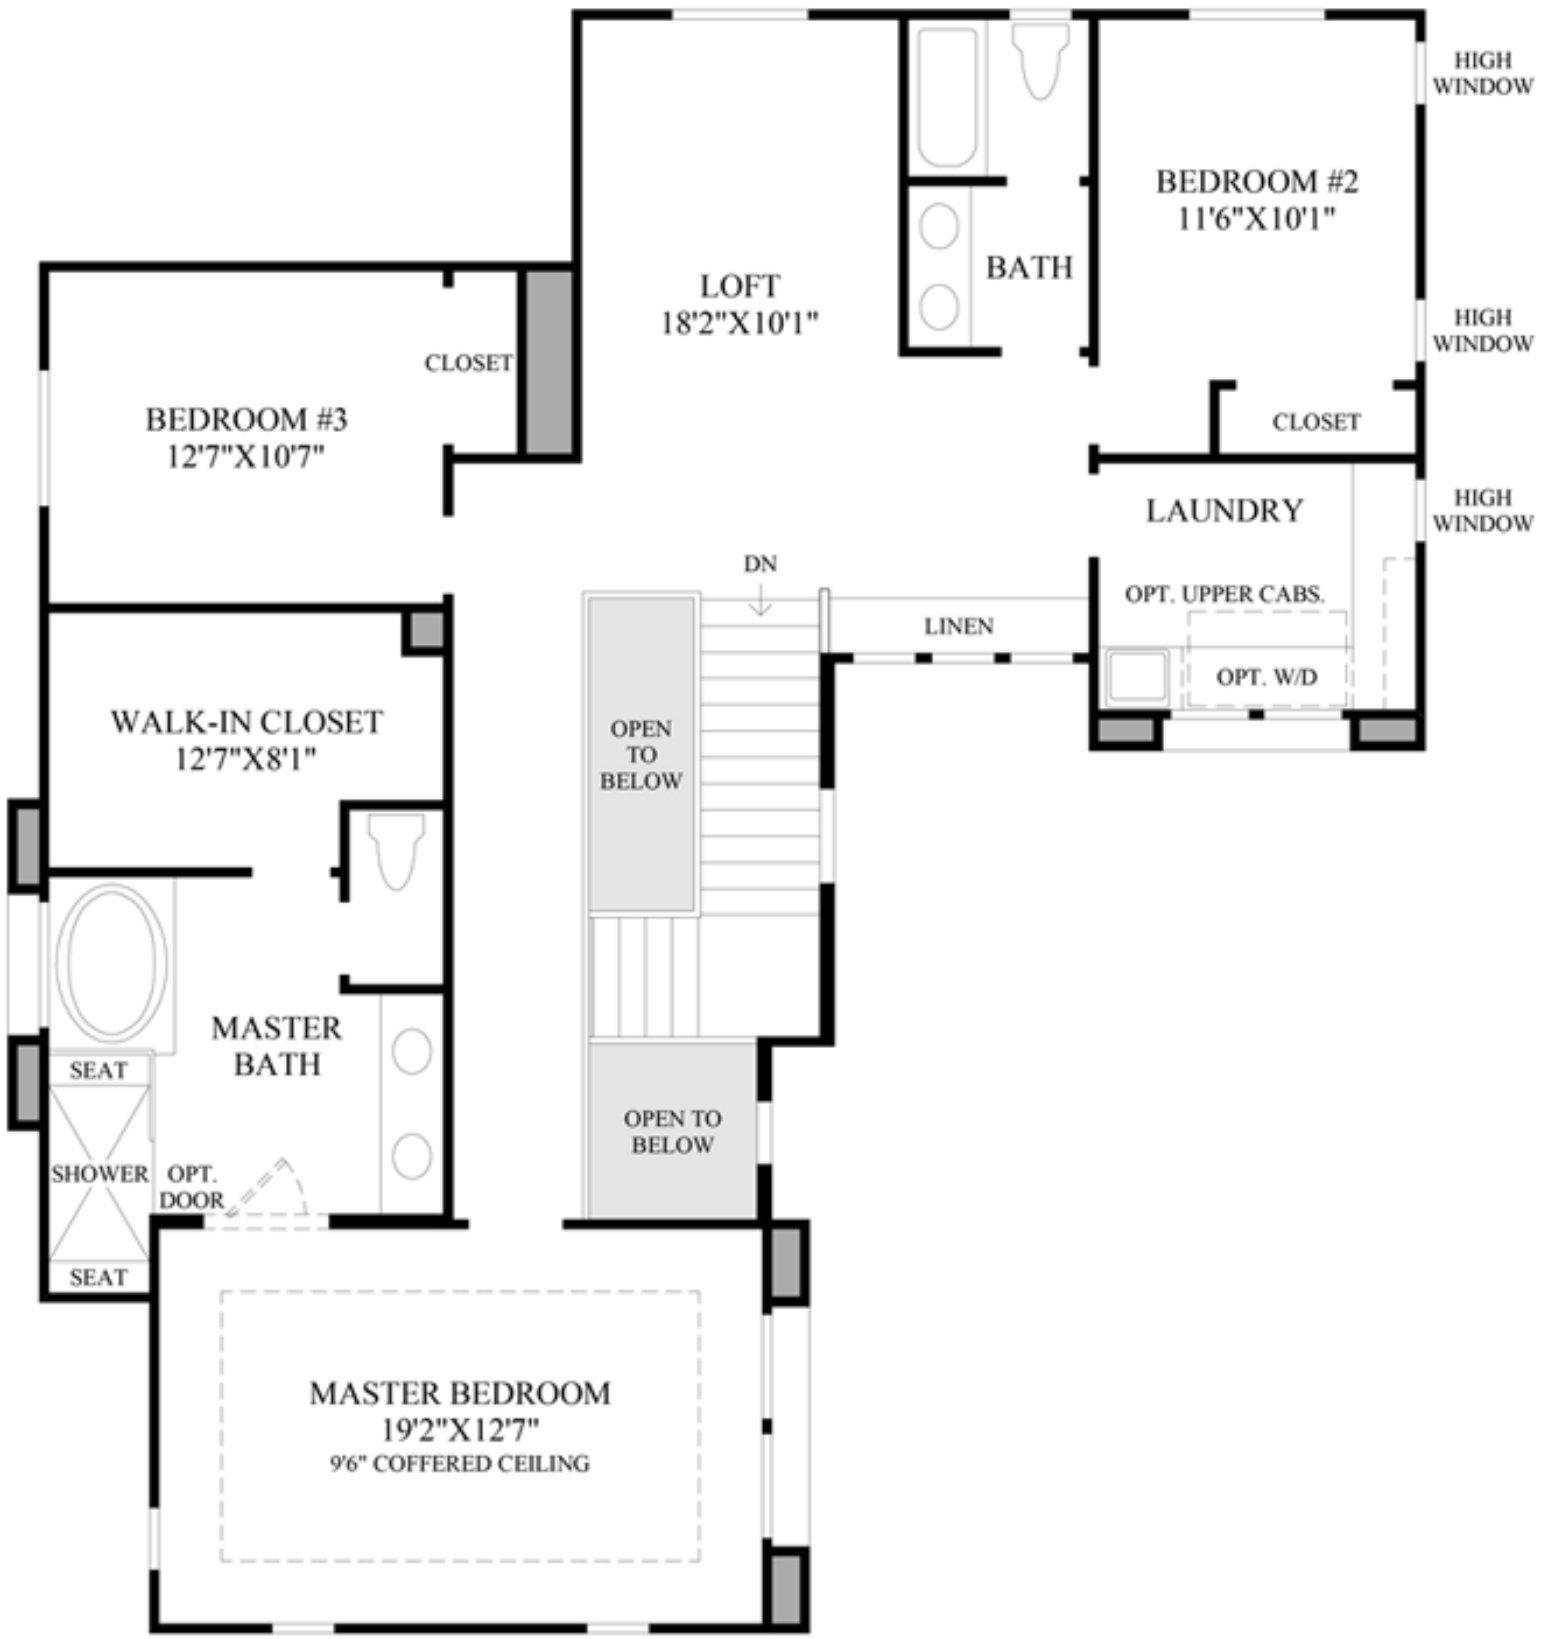 HIGH
WINDOW
BEDROOM #2
11'6"X10'1"
BATH
LOFT
18'2"X10'1"
HIGH
WINDOW
CLOSET
BEDROOM #3
12'7"X10'7"
CLOSET
LAUNDRY
HIGH
WINDOW
DN
OPT. UPPER CABS.
LINEN
OPT. W/D
WALK-IN CLOSET
12'7"X8'1"
OPEN
TO
BELOW
MASTER
BATH
SEAT
OPEN TO
BELOW
SHOWER
OPT.
DOOR
SEAT
MASTER BEDROOM
19'2"X12'7"
9'6" COFFERED CEILING